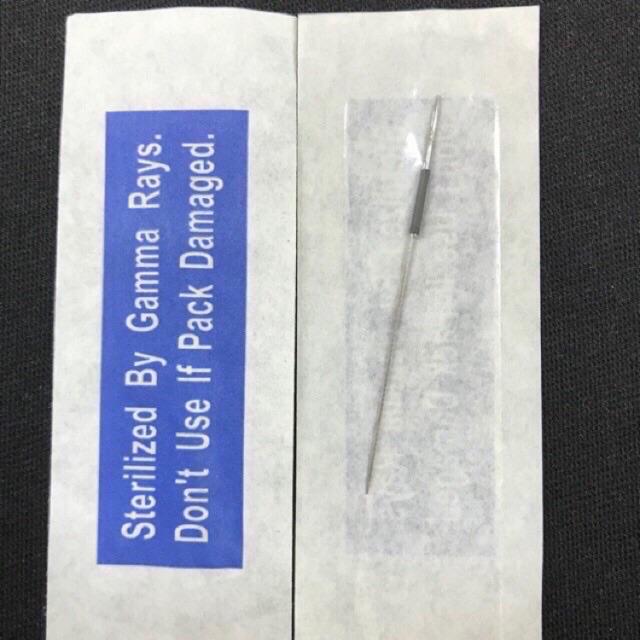 Sterilized By Gamma Rays.
Don't Use If Pack Damaged.